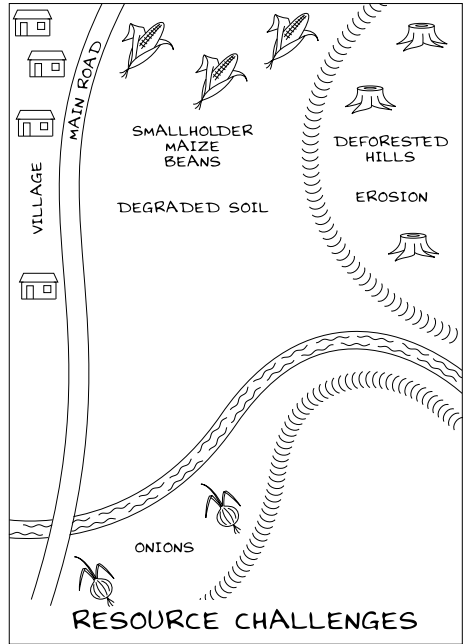 MAIN ROAD
VILLAGE
SMALLHOLDER
MAIZE
BEANS
DEGRADED SOIL
DEFORESTED
HILLS
EROSION
ONIONS
RESOURCE CHALLENGES